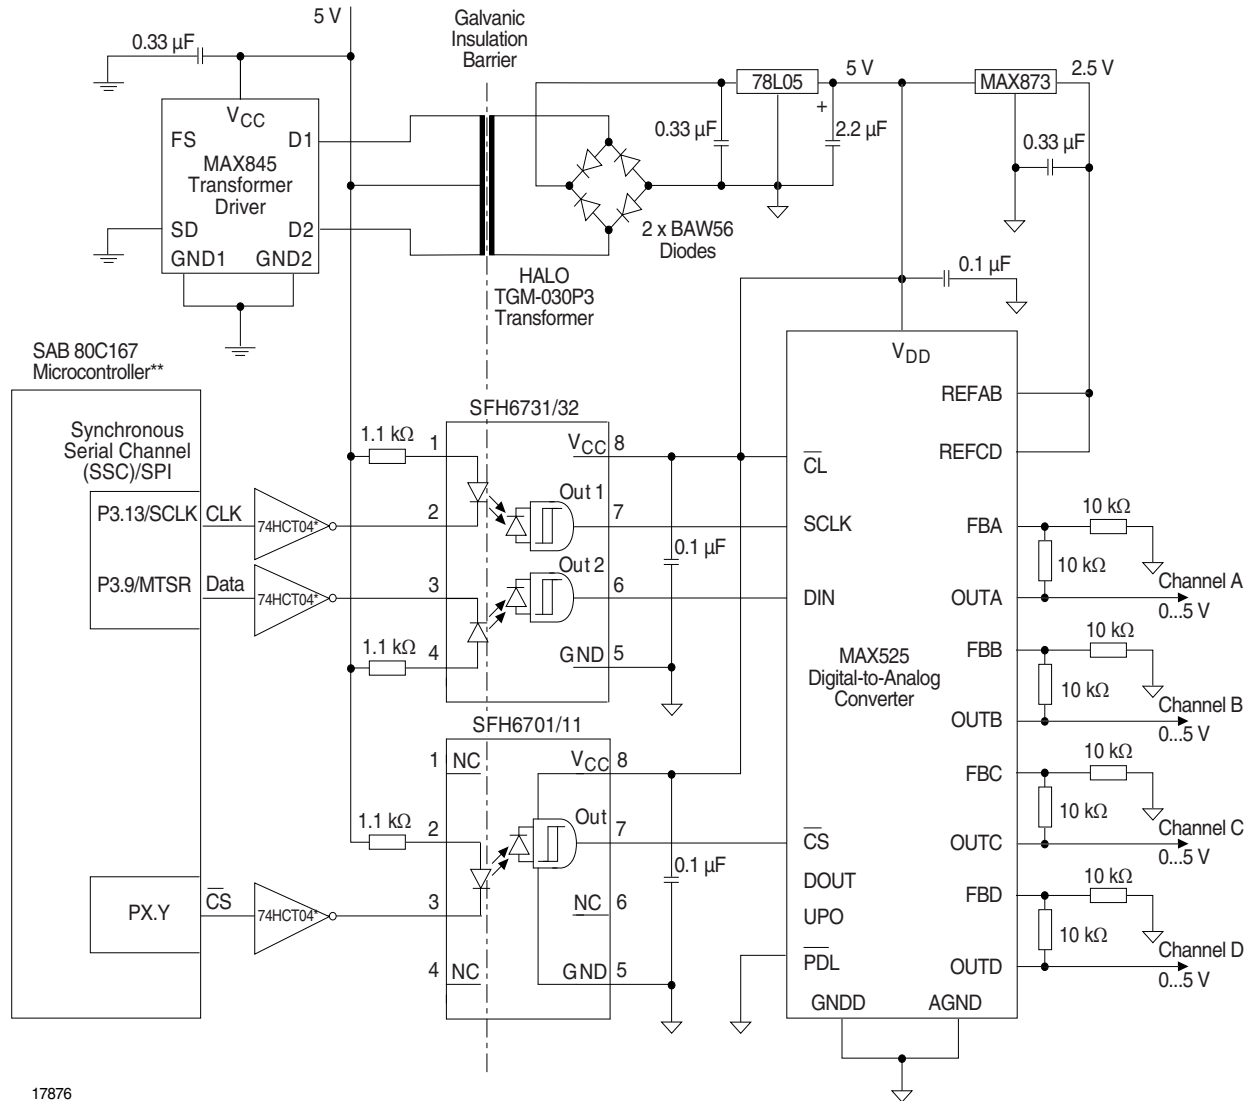 5 V
Galvanic
Insulation
Barrier
0.33 µF
78L05
5 V
MAX873
2.5 V
+
VCC
FS
D1
MAX845
Transformer
Driver
SD
D2
GND1
GND2
0.33 µF
2.2 µF
0.33 µF
2 x BAW56
Diodes
HALO
TGM-030P3
Transformer
0.1 µF
SAB 80C167
Microcontroller**
Synchronous
Serial Channel
(SSC)/SPI
P3.13/SCLK
CLK
74HCT04*
P3.9/MTSR
Data
74HCT04*
PX.Y
CS
74HCT04*
SFH6731/32
1.1 kΩ
1
VCC
8
Out 1
2
7
3
Out 2
6
1.1 kΩ
4
GND
5
0.1 µF
SFH6701/11
1
NC
VCC
8
1.1 kΩ
2
Out
7
3
NC
6
4
NC
GND
5
0.1 µF
VDD
REFAB
REFCD
CL
SCLK
DIN
MAX525
Digital-to-Analog
Converter
CS
DOUT
UPO
PDL
GNDD
AGND
FBA
10 kΩ
10 kΩ
OUTA
Channel A
0...5 V
FBB
10 kΩ
10 kΩ
OUTB
Channel B
0...5 V
FBC
10 kΩ
10 kΩ
OUTC
Channel C
0...5 V
FBD
10 kΩ
10 kΩ
OUTD
Channel D
0...5 V
17876